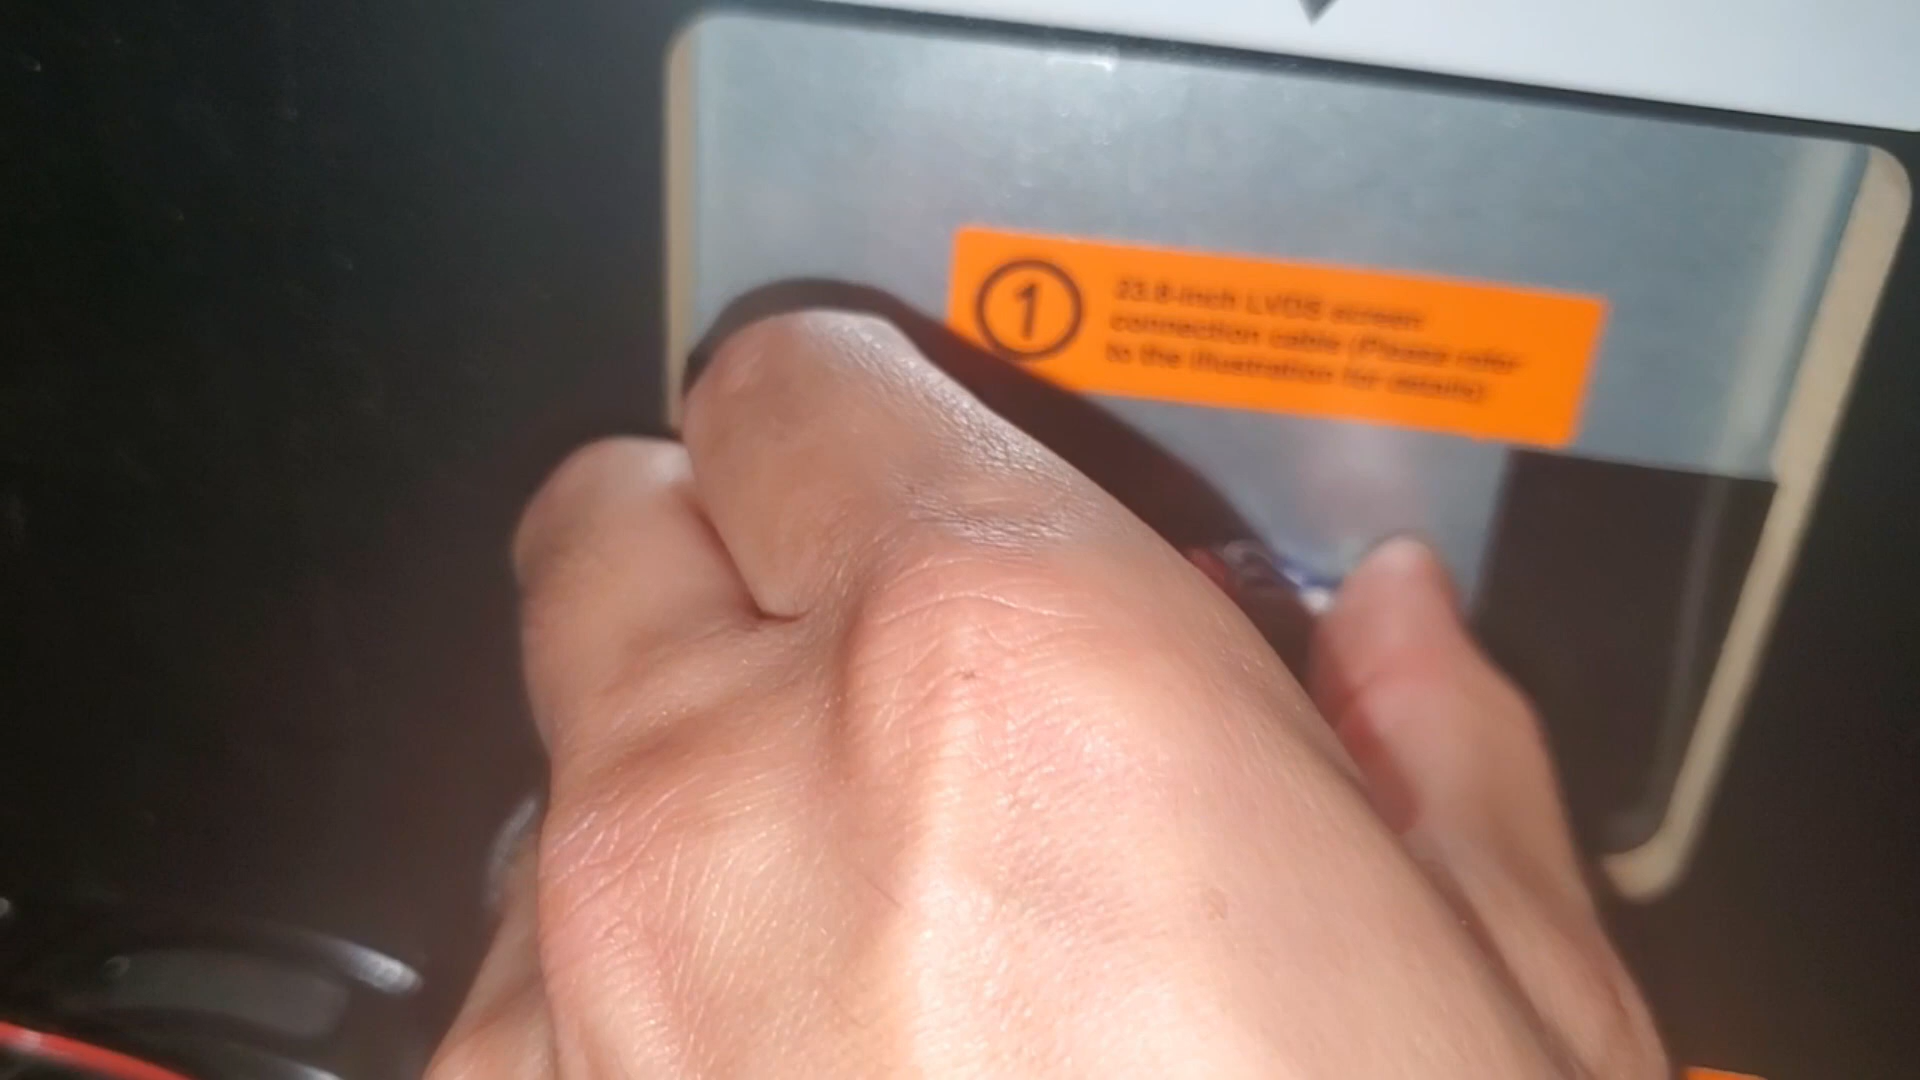 1
23.8-inch LVDS screen
connection cable (Please refer
to the illustration for details)